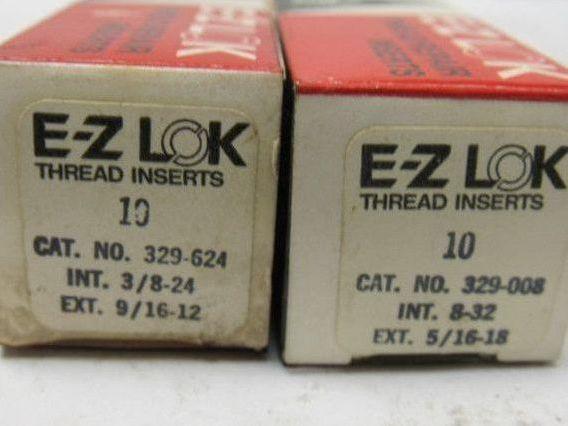 E-Z LOK
THREAD INSERTS
10
CAT. NO. 329-624
INT. 3/8-24
EXT. 9/16-12
E-Z LOK
THREAD INSERTS
10
CAT. NO. 329-008
INT. 8-32
EXT. 5/16-18